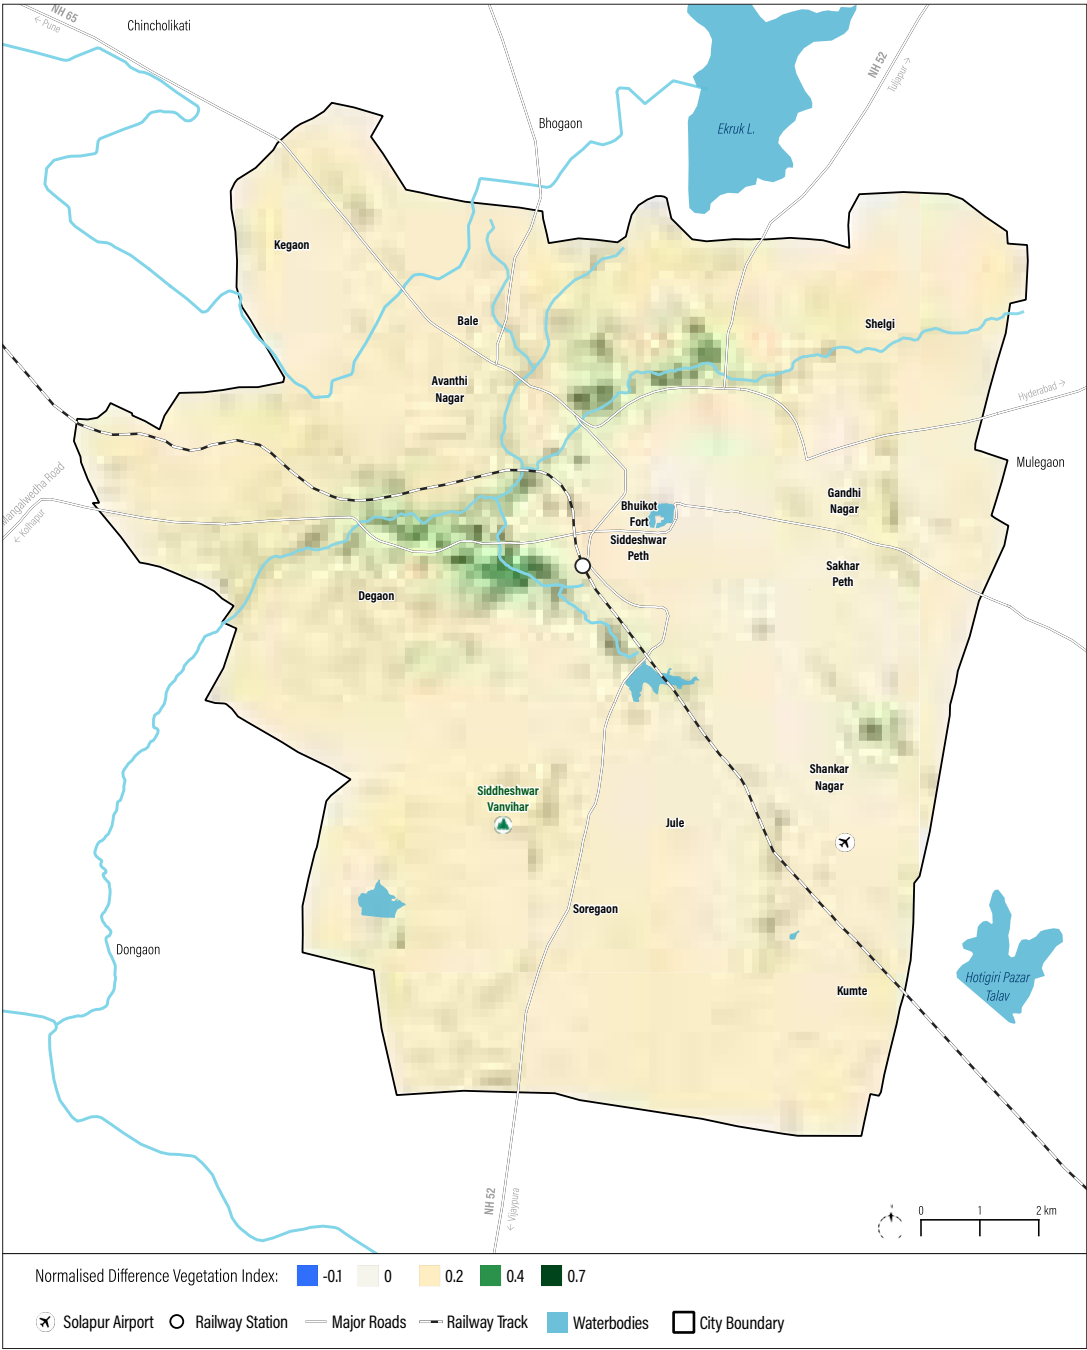 NH 65
← Pune
Chincholikati
Bhogaon
NH 52
Tuljapur →
Ekruk L.
Kegaon
Bale
Shelgi
Avanthi
Nagar
Hyderabad →
Mulegaon
Mangalwedha Road
← Kolhapur
Gandhi
Nagar
Bhuikot
Fort
Siddeshwar
Peth
Sakhar
Peth
Degaon
Shankar
Nagar
Siddheshwar
Vanvihar
Jule
Soregaon
Dongaon
Hotigiri Pazar
Talav
Kumte
NH 52
← Vijaypura
N
0 1 2 km
Normalised Difference Vegetation Index: -0.1 0 0.2 0.4 0.7
Solapur Airport Railway Station Major Roads Railway Track Waterbodies City Boundary